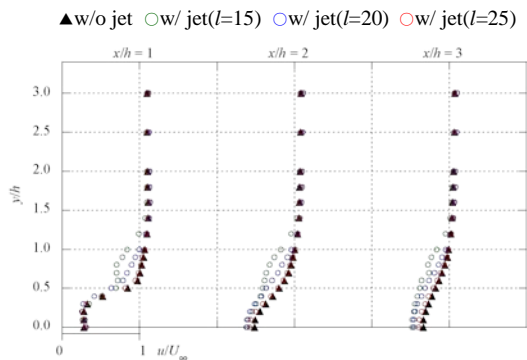 ▲w/o jet ○w/ jet(l=15) ○w/ jet(l=20) ○w/ jet(l=25)
x/h = 1 x/h = 2 x/h = 3
3.0
2.5
2.0
1.5
y/h
1.0
0.5
0.0
0 1 u/U∞